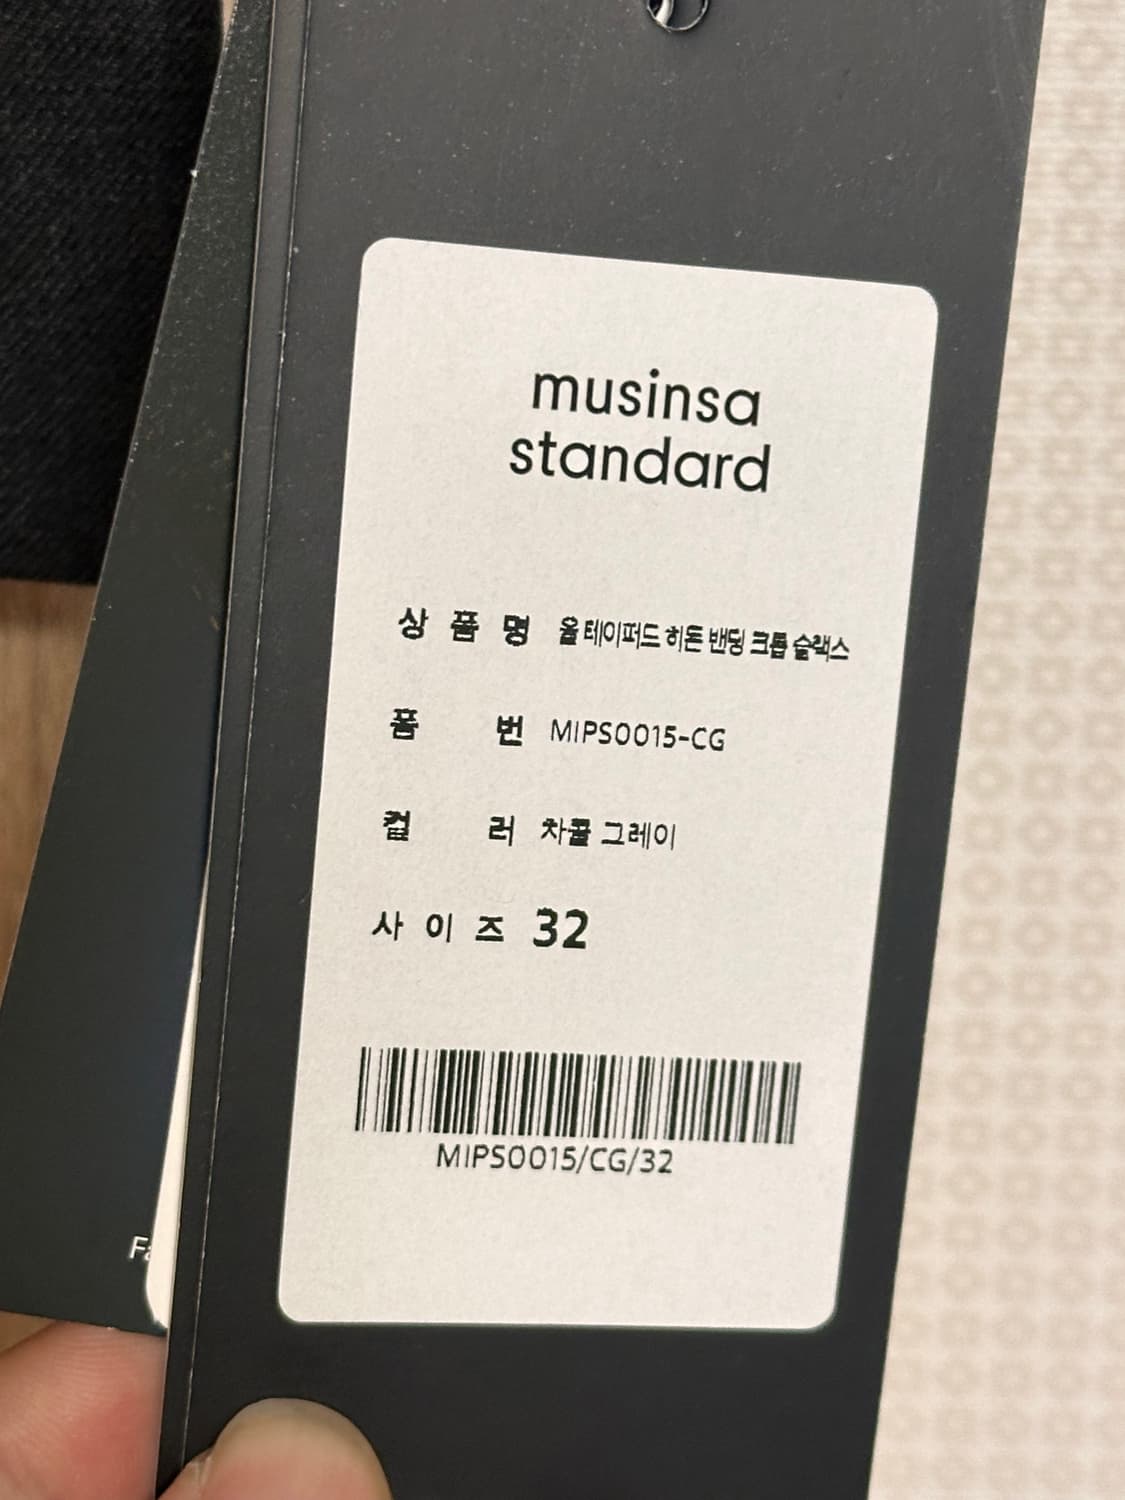 musinsa
standard
상 품 명 울 테이퍼드 히든 밴딩 크롭 슬랙스
품 번 MIPS0015-CG
컬 러 차콜 그레이
사 이 즈 32
MIPS0015/CG/32